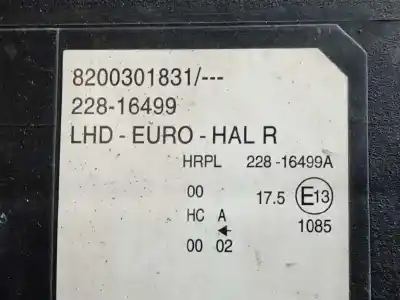 8200301831/---
228-16499
LHD - EURO - HAL R
HRPL 228 -16499A
00 17.5 E13
HC A 1085
00 02